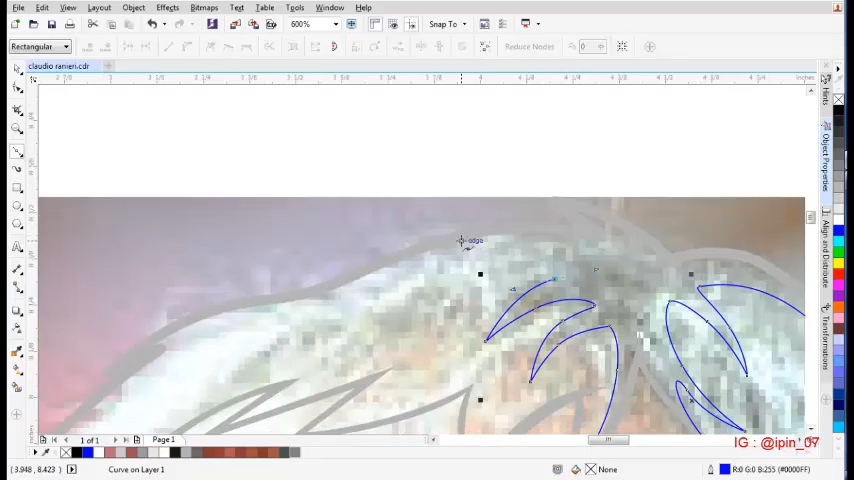 File Edit View Layout Object Effects Bitmaps Text Table Tools Window Help
600% Snap To
Rectangular Reduce Nodes 0
claudio ranieri.cdr
inches
edge
Hints
Object Properties
Align and Distribute
Transformations
inches
1 of 1 Page 1
IG : @ipin_07
(3.948, 8.423) Curve on Layer 1 None R:0 G:0 B:255 (#0000FF)